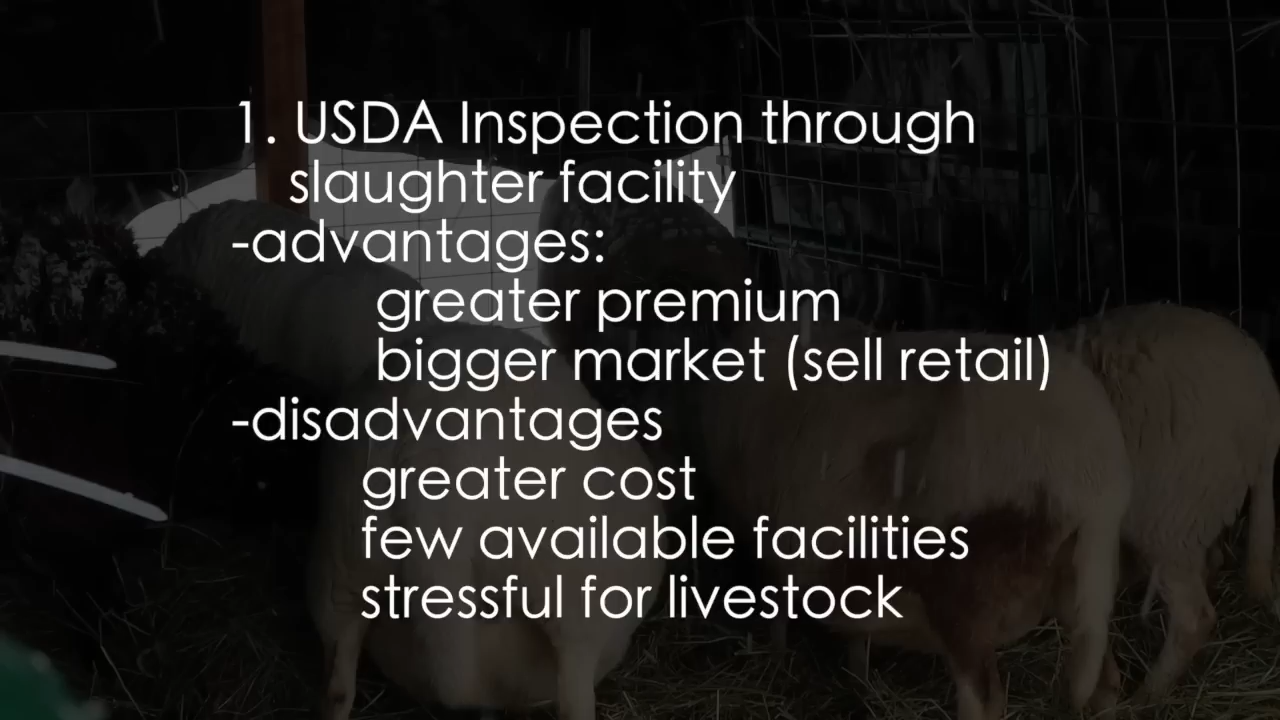 1. USDA Inspection through
slaughter facility
-advantages:
greater premium
bigger market (sell retail)
-disadvantages
greater cost
few available facilities
stressful for livestock